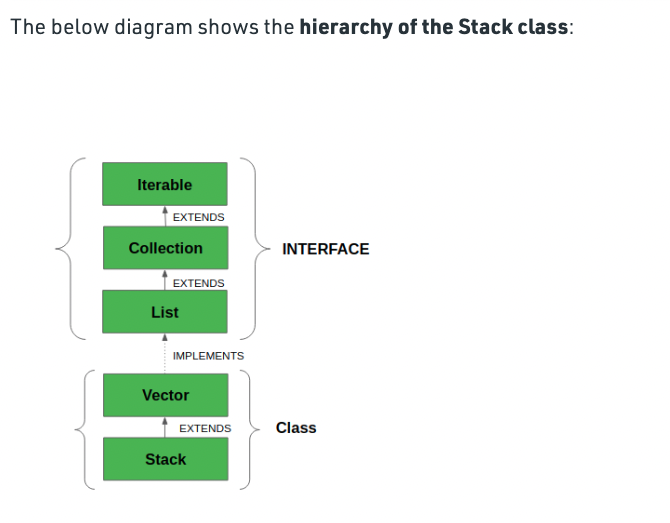 The below diagram shows the hierarchy of the Stack class:
Iterable
EXTENDS
Collection
INTERFACE
EXTENDS
List
IMPLEMENTS
Vector
EXTENDS
Class
Stack